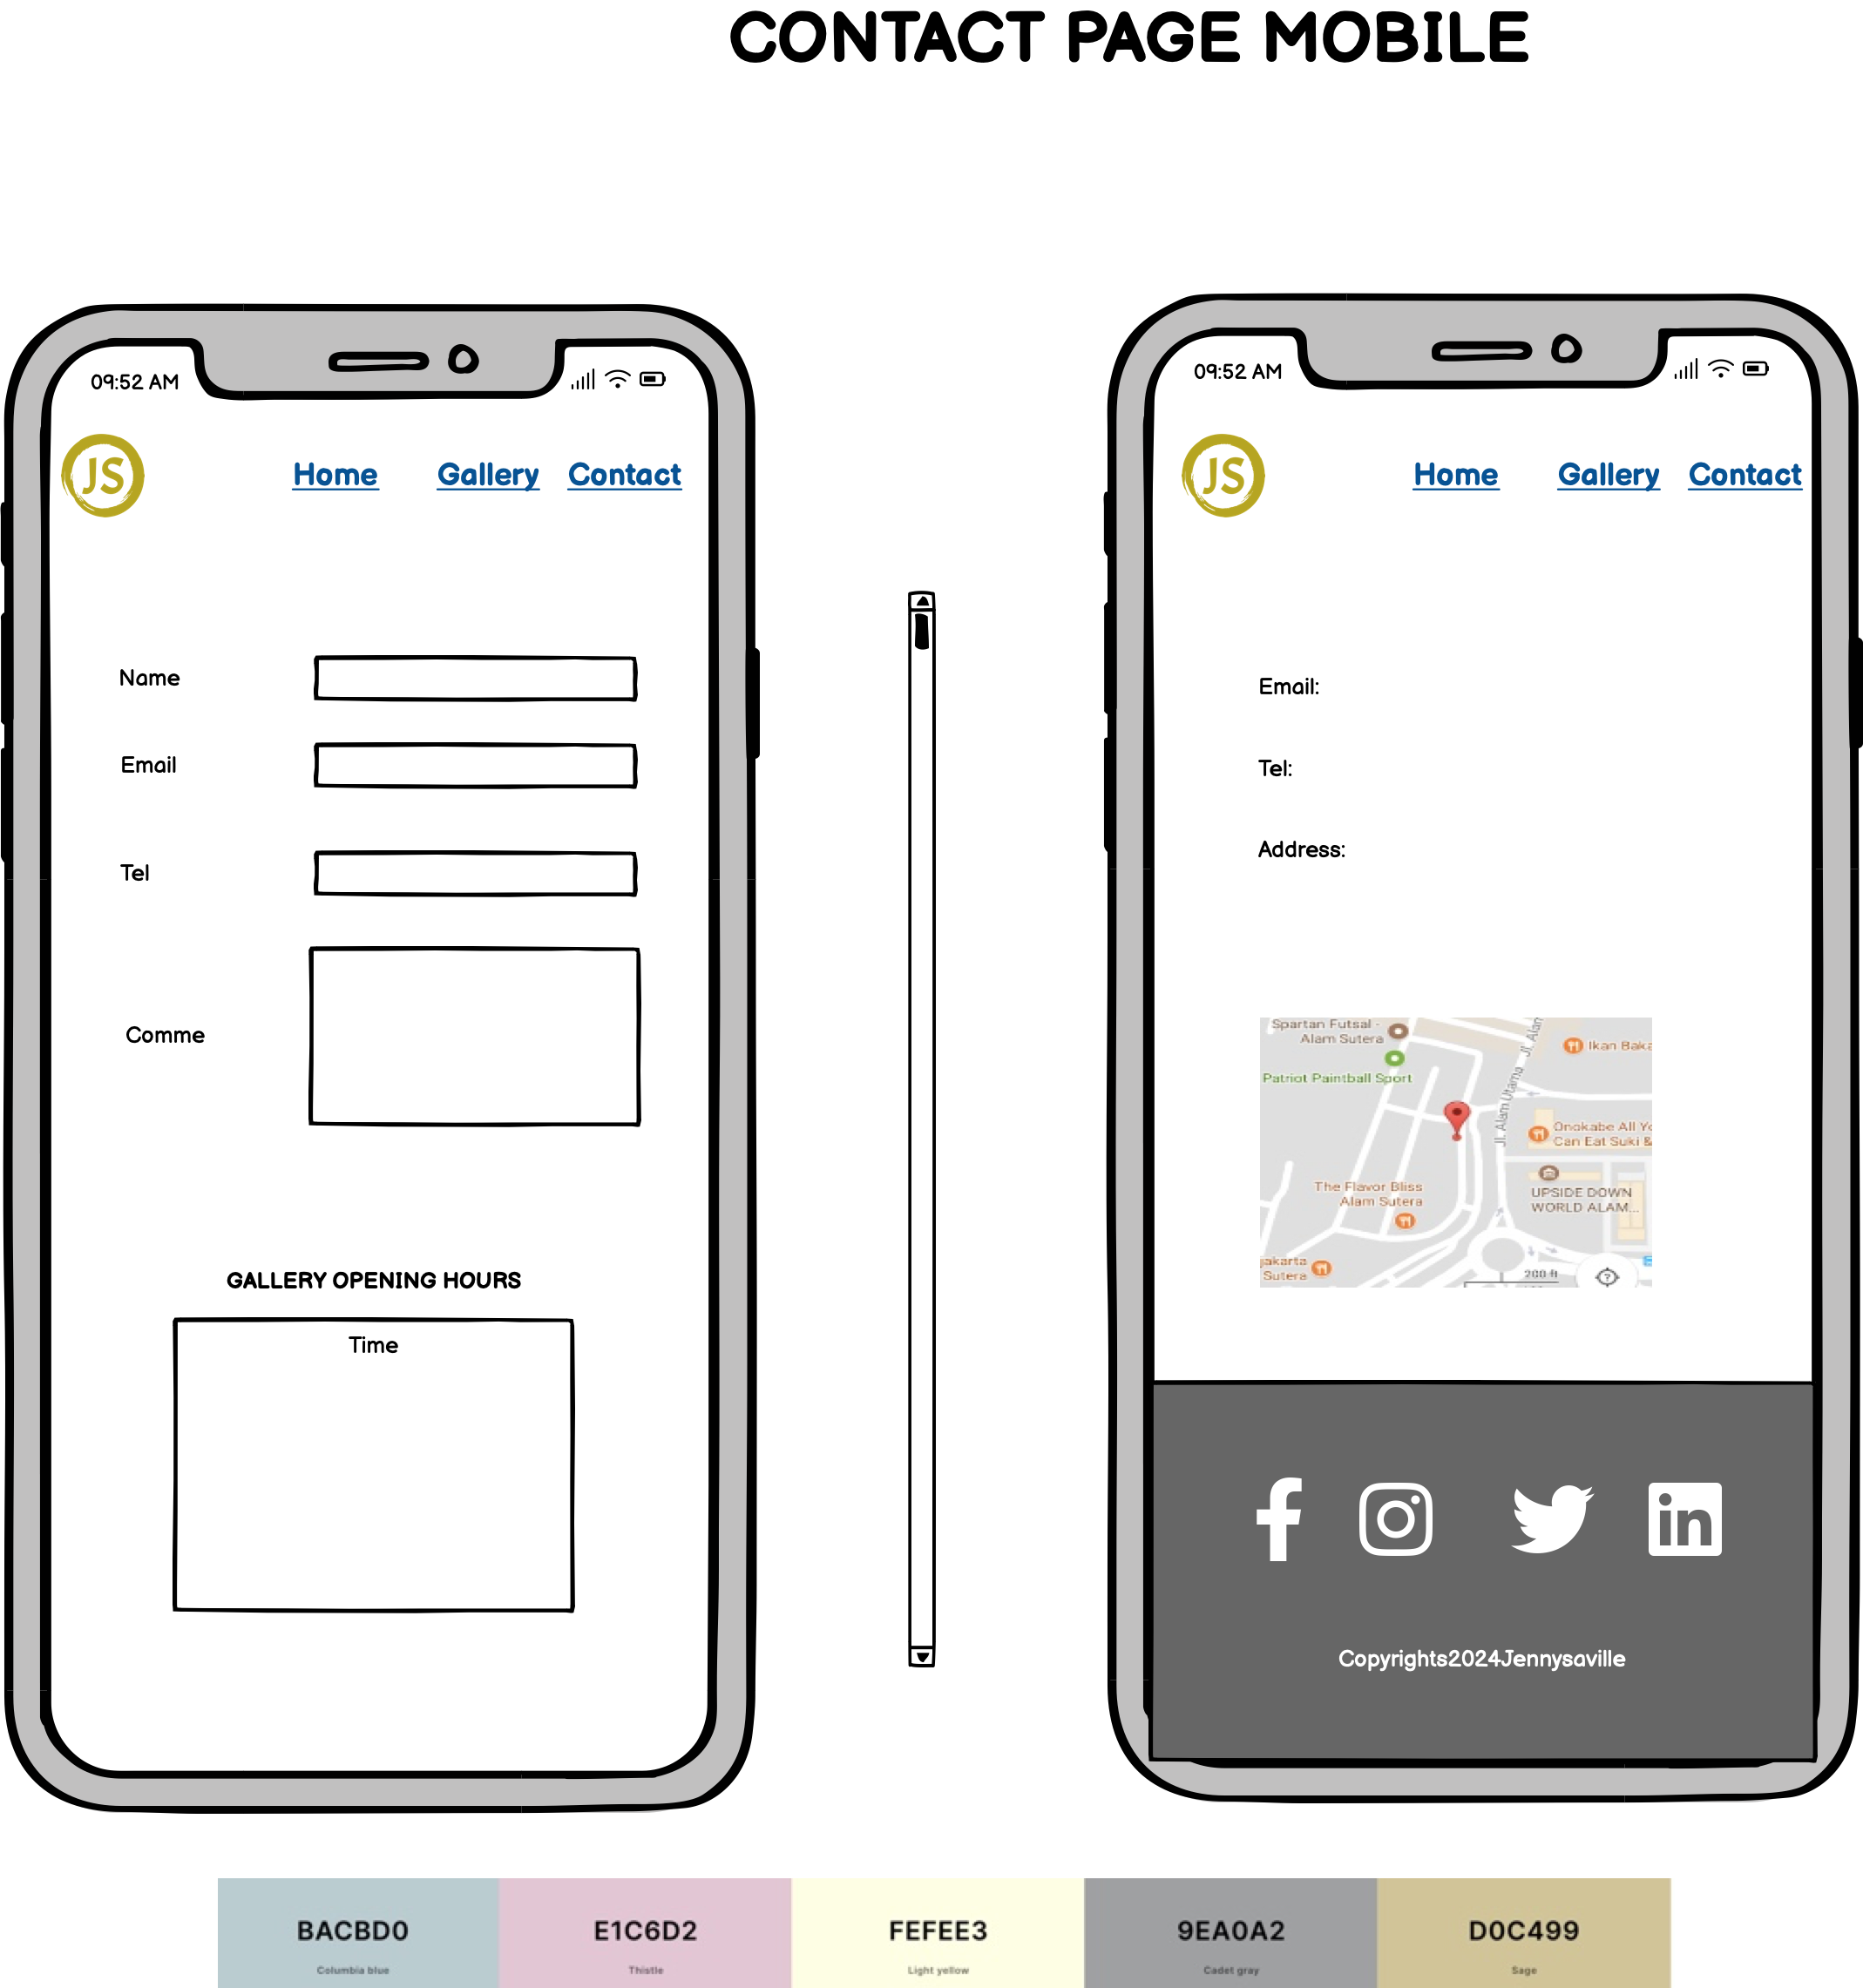 CONTACT PAGE MOBILE
09:52 AM
JS
Home Gallery Contact
Name
Email
Tel
Comme
GALLERY OPENING HOURS
Time
09:52 AM
JS
Home Gallery Contact
Email:
Tel:
Address:
Spartan Futsal -
Alam Sutera
Jl. Alam
Ikan Baka
Patriot Paintball Sport
Jl. Alam Utama
Onokabe All Yo
Can Eat Suki &
The Flavor Bliss
Alam Sutera
UPSIDE DOWN
WORLD ALAM...
jakarta
Sutera
200 ft
?
in
Copyrights2024Jennysaville
BACBD0 E1C6D2 FEFEE3 9EA0A2 D0C499
Columbia blue Thistle Light yellow Cadet gray Sage